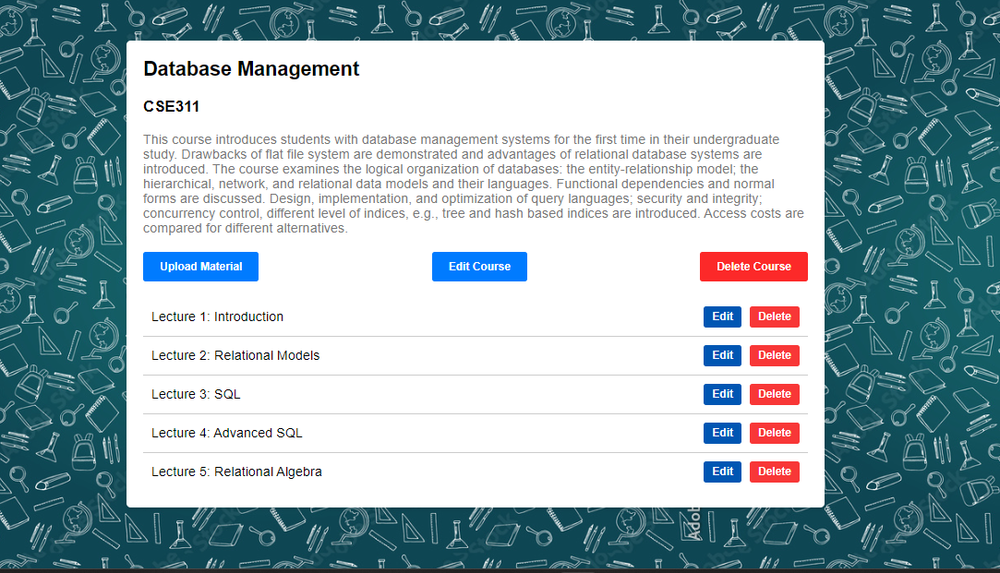 Database Management
CSE311
This course introduces students with database management systems for the first time in their undergraduate
study. Drawbacks of flat file system are demonstrated and advantages of relational database systems are
introduced. The course examines the logical organization of databases: the entity-relationship model; the
hierarchical, network, and relational data models and their languages. Functional dependencies and normal
forms are discussed. Design, implementation, and optimization of query languages; security and integrity;
concurrency control, different level of indices, e.g., tree and hash based indices are introduced. Access costs are
compared for different alternatives.
Upload Material Edit Course Delete Course
Lecture 1: Introduction Edit Delete
Lecture 2: Relational Models Edit Delete
Lecture 3: SQL Edit Delete
Lecture 4: Advanced SQL Edit Delete
Lecture 5: Relational Algebra Edit Delete